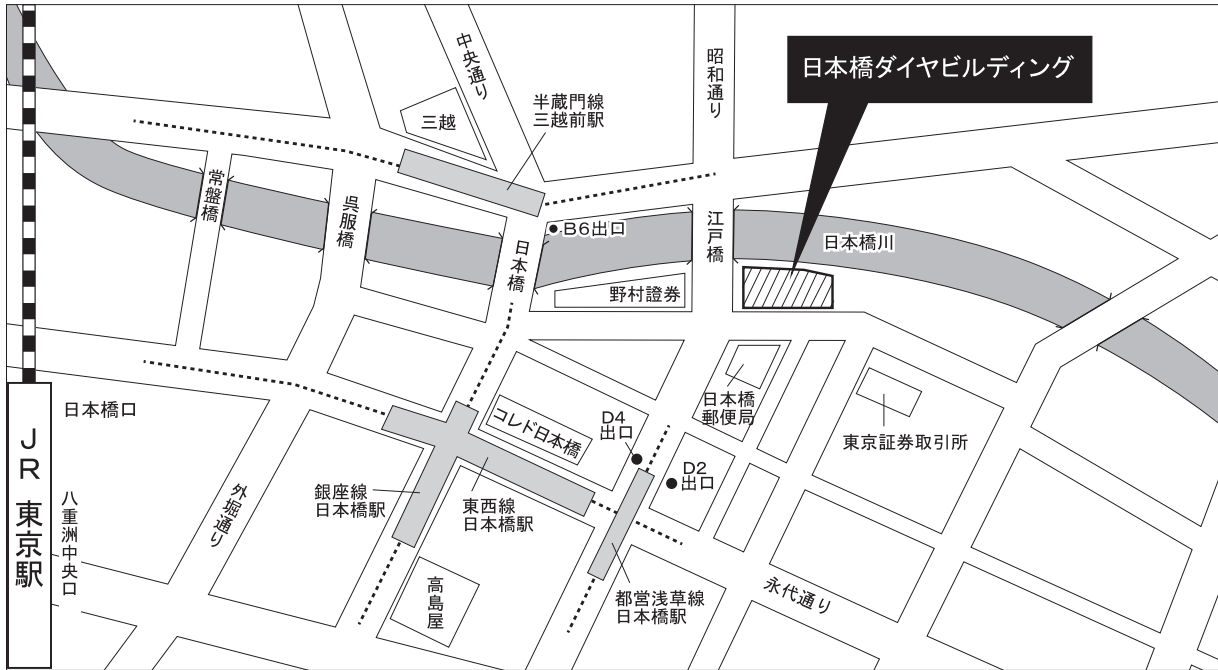 中央通り
昭和通り
日本橋ダイヤビルディング
三越
半蔵門線
三越前駅
常盤橋
呉服橋
日本橋
B6出口
江戸橋
日本橋川
野村證券
日本橋口
JR 東京駅
八重洲中央口
外堀通り
コレド日本橋
D4
出口
D2
出口
日本橋
郵便局
東京証券取引所
銀座線
日本橋駅
東西線
日本橋駅
高島屋
都営浅草線
日本橋駅
永代通り